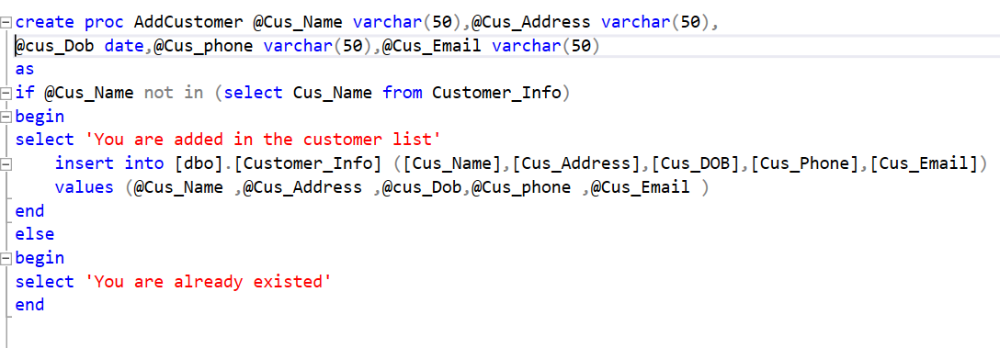 create proc AddCustomer @Cus_Name varchar(50),@Cus_Address varchar(50),
@cus_Dob date,@Cus_phone varchar(50),@Cus_Email varchar(50)
as
if @Cus_Name not in (select Cus_Name from Customer_Info)
begin
select 'You are added in the customer list'
    insert into [dbo].[Customer_Info] ([Cus_Name],[Cus_Address],[Cus_DOB],[Cus_Phone],[Cus_Email])
    values (@Cus_Name ,@Cus_Address ,@cus_Dob,@Cus_phone ,@Cus_Email )
end
else
begin
select 'You are already existed'
end